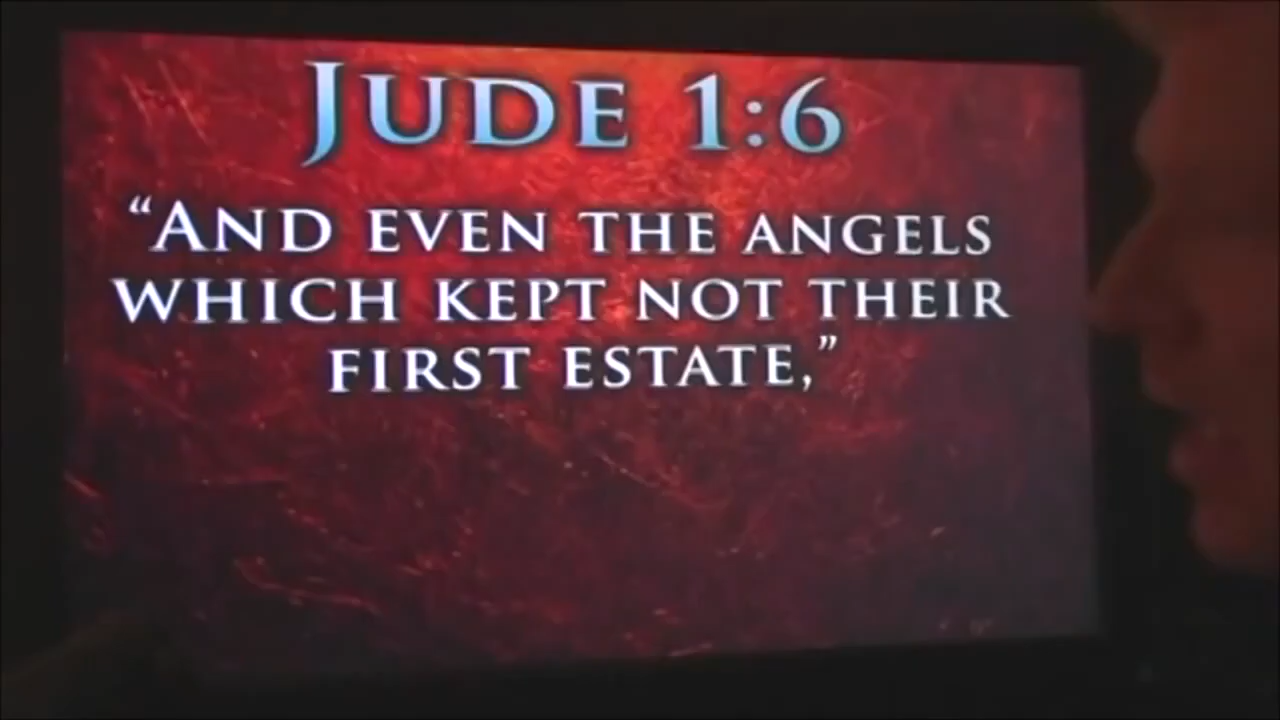 JUDE 1:6
“AND EVEN THE ANGELS
WHICH KEPT NOT THEIR
FIRST ESTATE,”